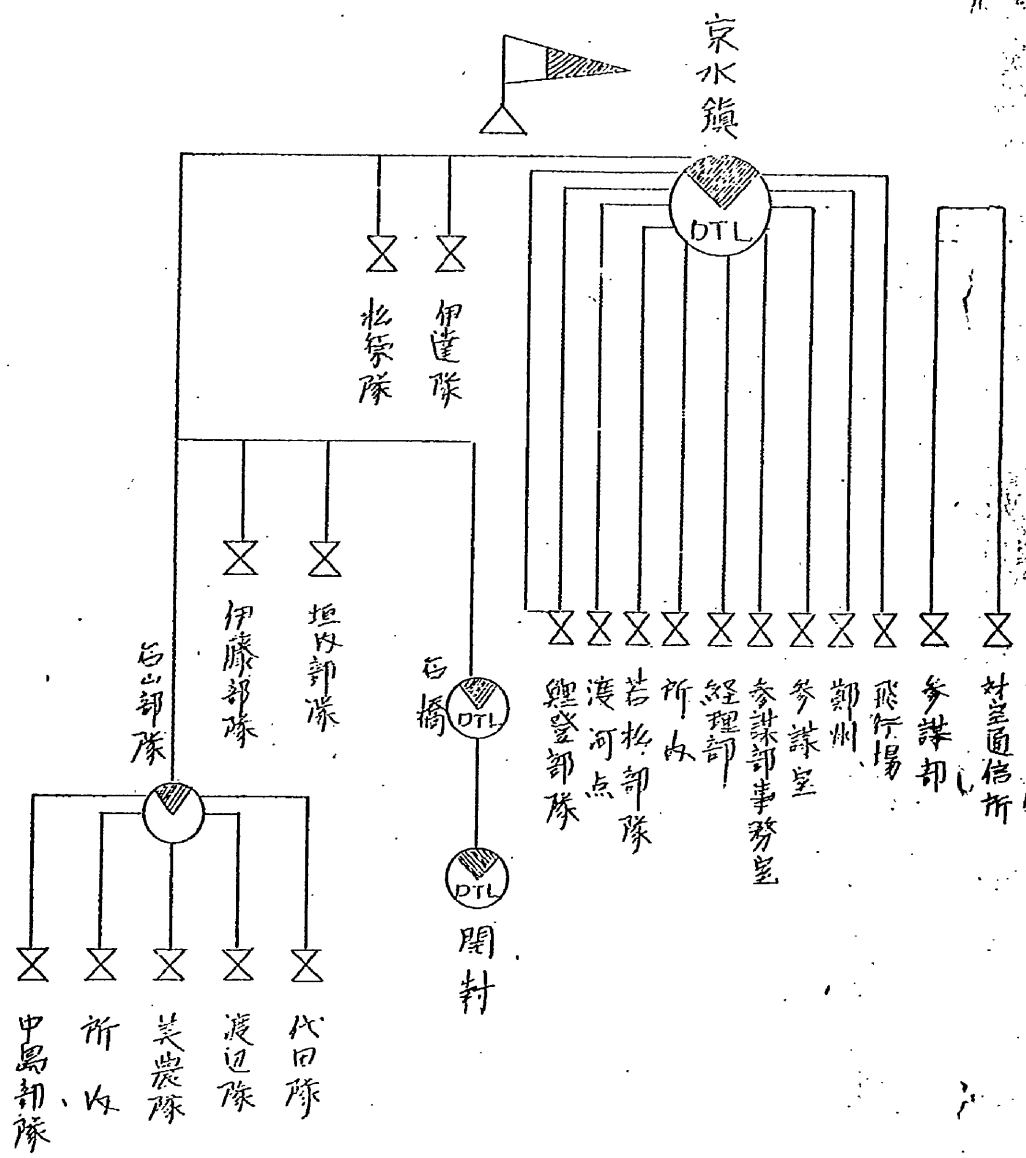 京水鎮
DTL
対空通信所
参謀部
飛行場
鄭州
参謀室
参謀部事務室
経理部
所内
若松部隊
渡河点
鯉登部隊
伊達隊
松
隊
石橋
DTL
DTL
開封
垣内部隊
伊藤部隊
石山部隊
代田隊
渡辺隊
美農隊
所内
中島部隊